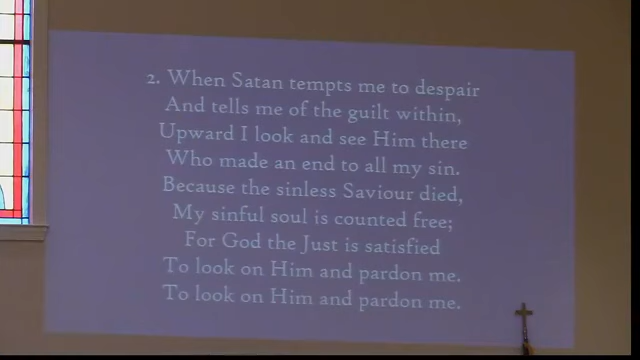 2. When Satan tempts me to despair
And tells me of the guilt within,
Upward I look and see Him there
Who made an end to all my sin.
Because the sinless Saviour died,
My sinful soul is counted free;
For God the Just is satisfied
To look on Him and pardon me.
To look on Him and pardon me.